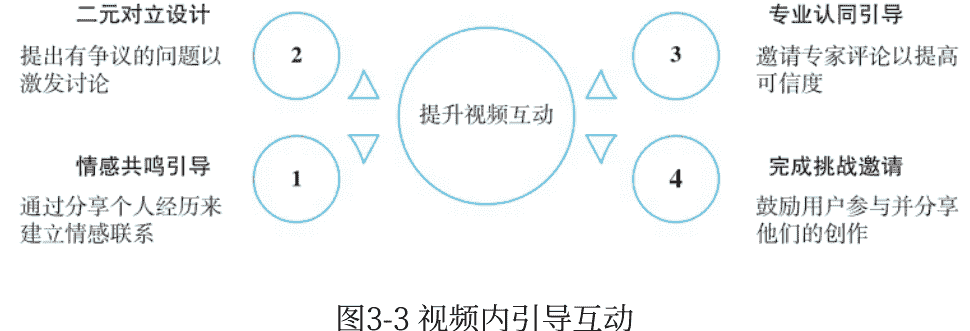 二元对立设计
提出有争议的问题以
激发讨论
2
情感共鸣引导
通过分享个人经历来
建立情感联系
1
提升视频互动
3
专业认同引导
邀请专家评论以提高
可信度
4
完成挑战邀请
鼓励用户参与并分享
他们的创作
图3-3 视频内引导互动